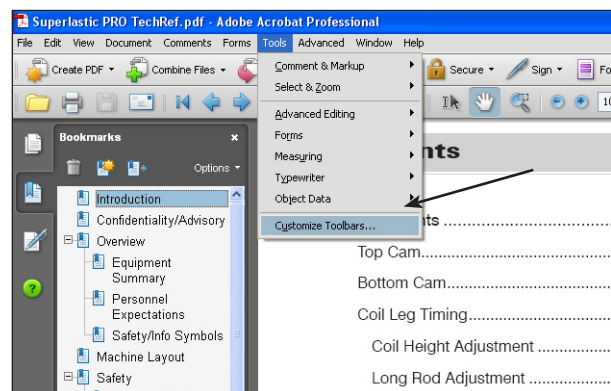 Superlastic PRO TechRef.pdf - Adobe Acrobat Professional
File Edit View Document Comments Forms Tools Advanced Window Help
Create PDF Combine Files Secure Sign
Comment & Markup
Select & Zoom
Advanced Editing
Forms
Measuring
Typewriter
Object Data
Customize Toolbars...
Bookmarks
Options
Introduction
Confidentiality/Advisory
Overview
Equipment
Summary
Personnel
Expectations
Safety/Info Symbols
Machine Layout
Safety
Top Cam
Bottom Cam
Coil Leg Timing
Coil Height Adjustment
Long Rod Adjustment